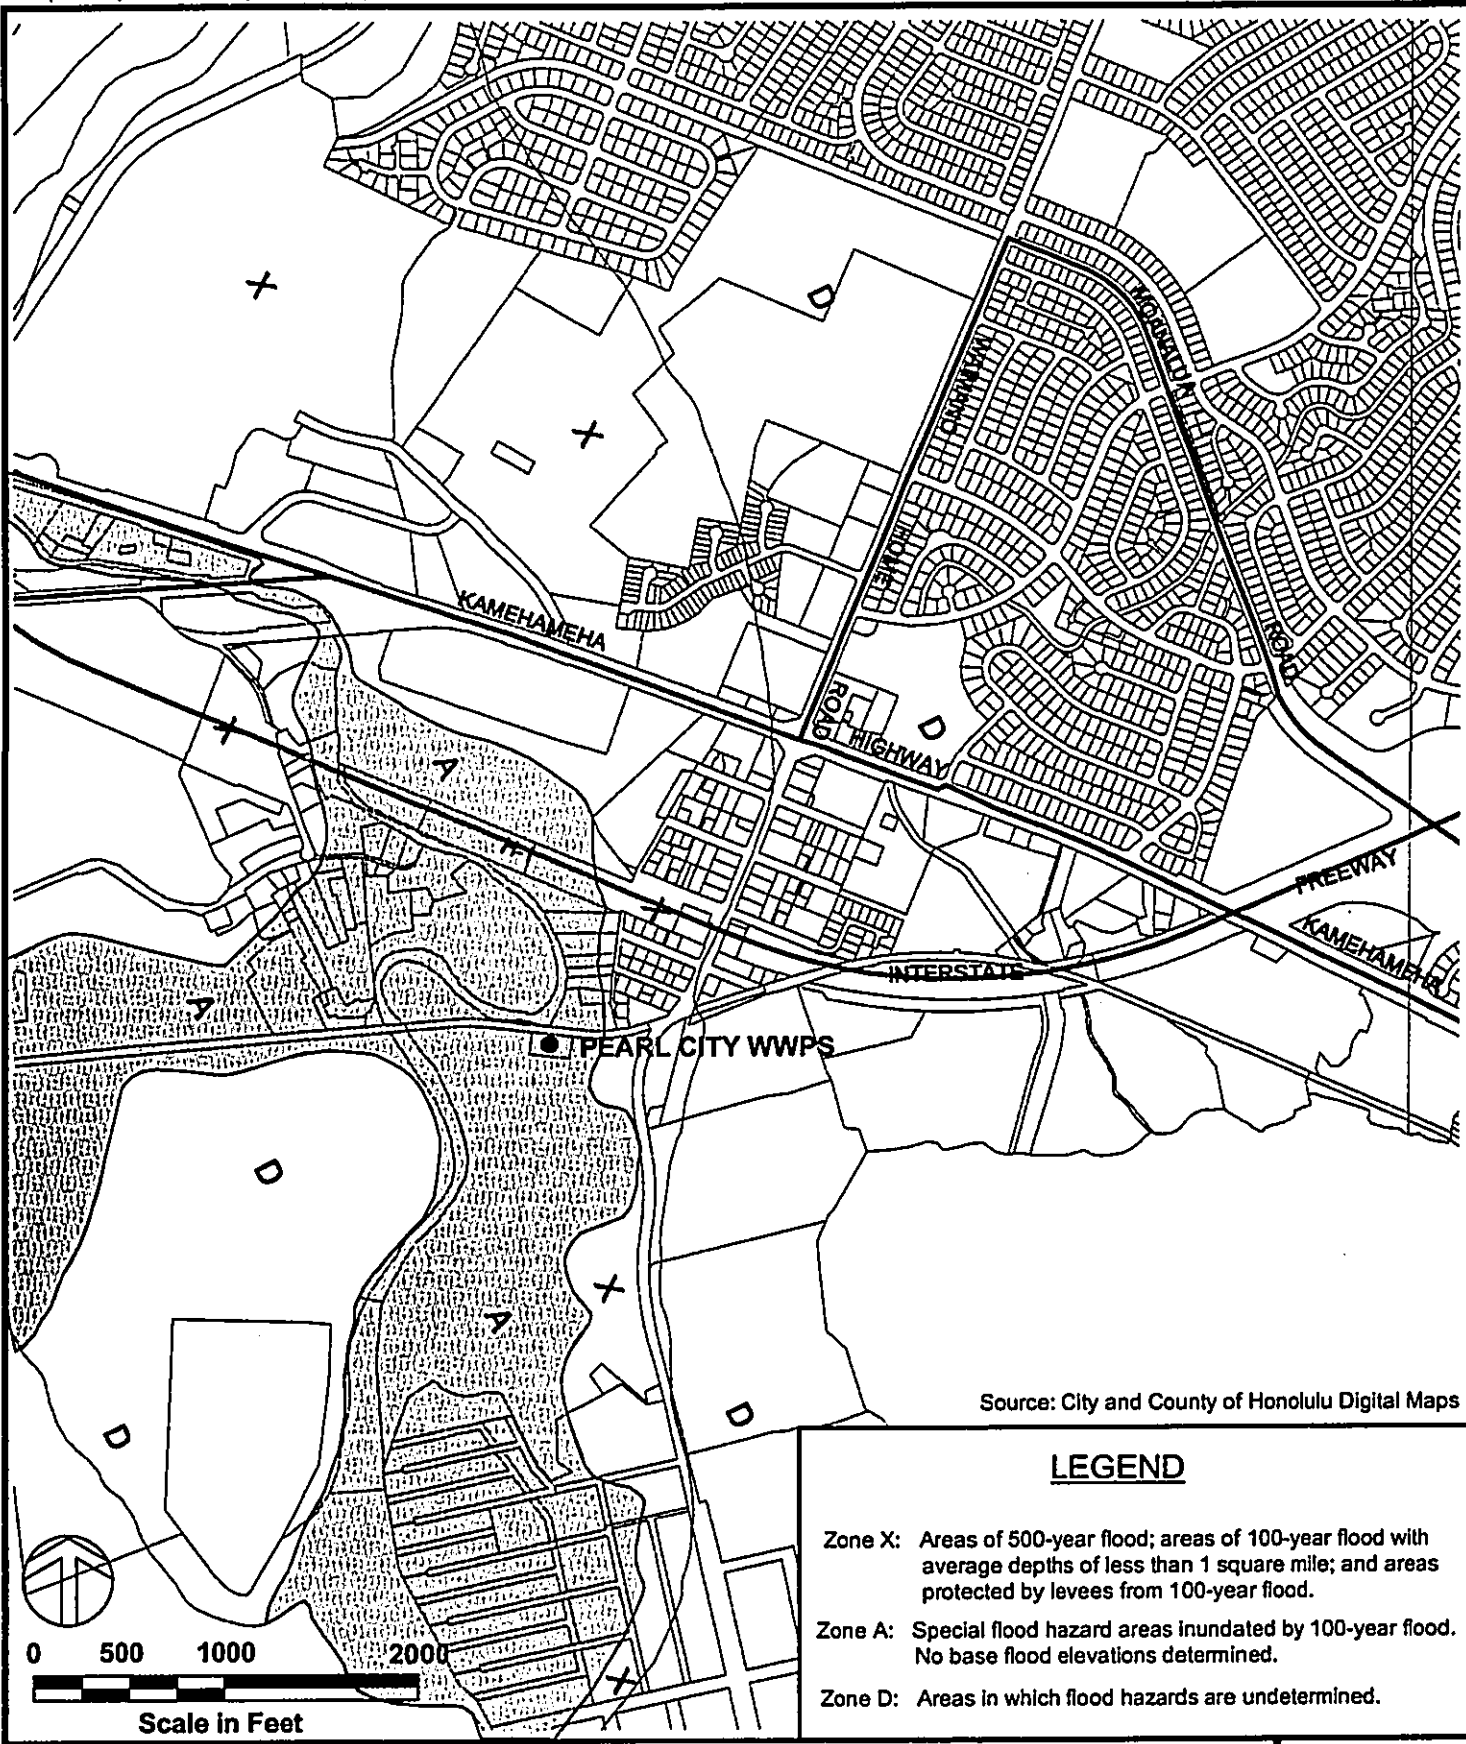 X
D
X
MOANALUA
WAIMANO
HOME
KAMEHAMEHA
ROAD
ROAD
D
HIGHWAY
X
A
H-1
FREEWAY
X
KAMEHAMEHA
INTERSTATE
A
PEARL CITY WWPS
D
X
A
D
D
Source: City and County of Honolulu Digital Maps
LEGEND
Zone X: Areas of 500-year flood; areas of 100-year flood with
average depths of less than 1 square mile; and areas
protected by levees from 100-year flood.
Zone A: Special flood hazard areas inundated by 100-year flood.
No base flood elevations determined.
Zone D: Areas in which flood hazards are undetermined.
0 500 1000 2000
X
Scale in Feet